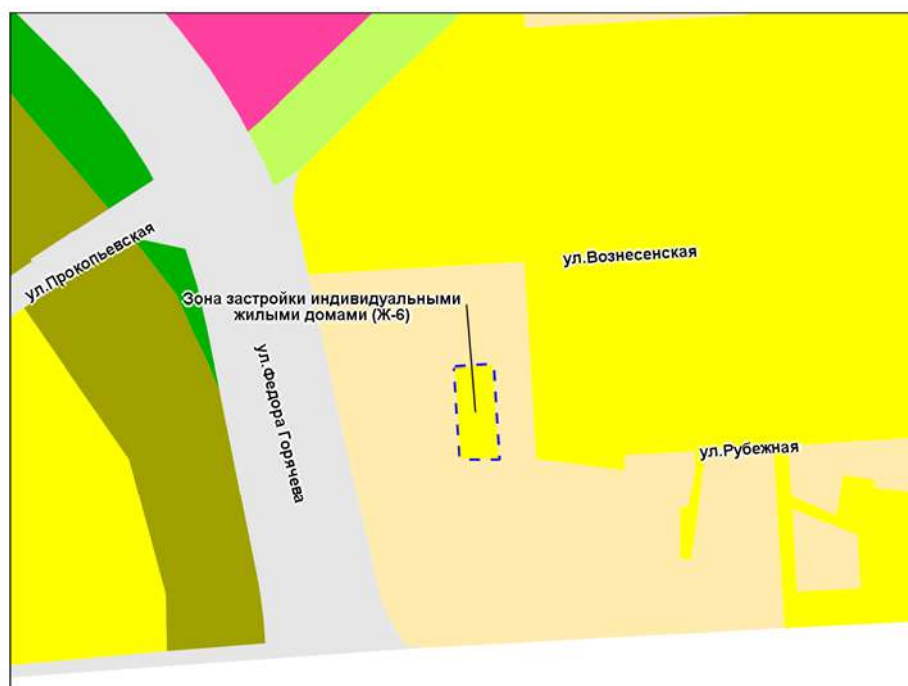 ул.Прокопьевская
ул.Вознесенская
Зона застройки индивидуальными
жилыми домами (Ж-6)
ул.Федора Горячева
ул.Рубежная